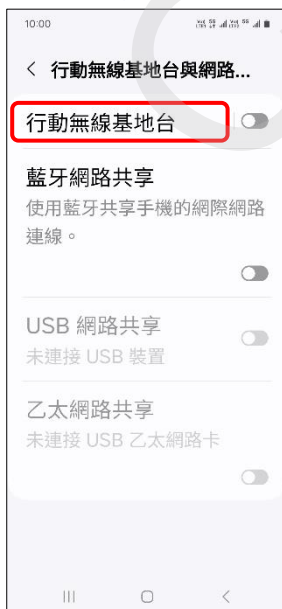 10:00
行動無線基地台與網路...
行動無線基地台
藍牙網路共享
使用藍牙共享手機的網際網路
連線。
USB 網路共享
未連接 USB 裝置
乙太網路共享
未連接 USB 乙太網路卡